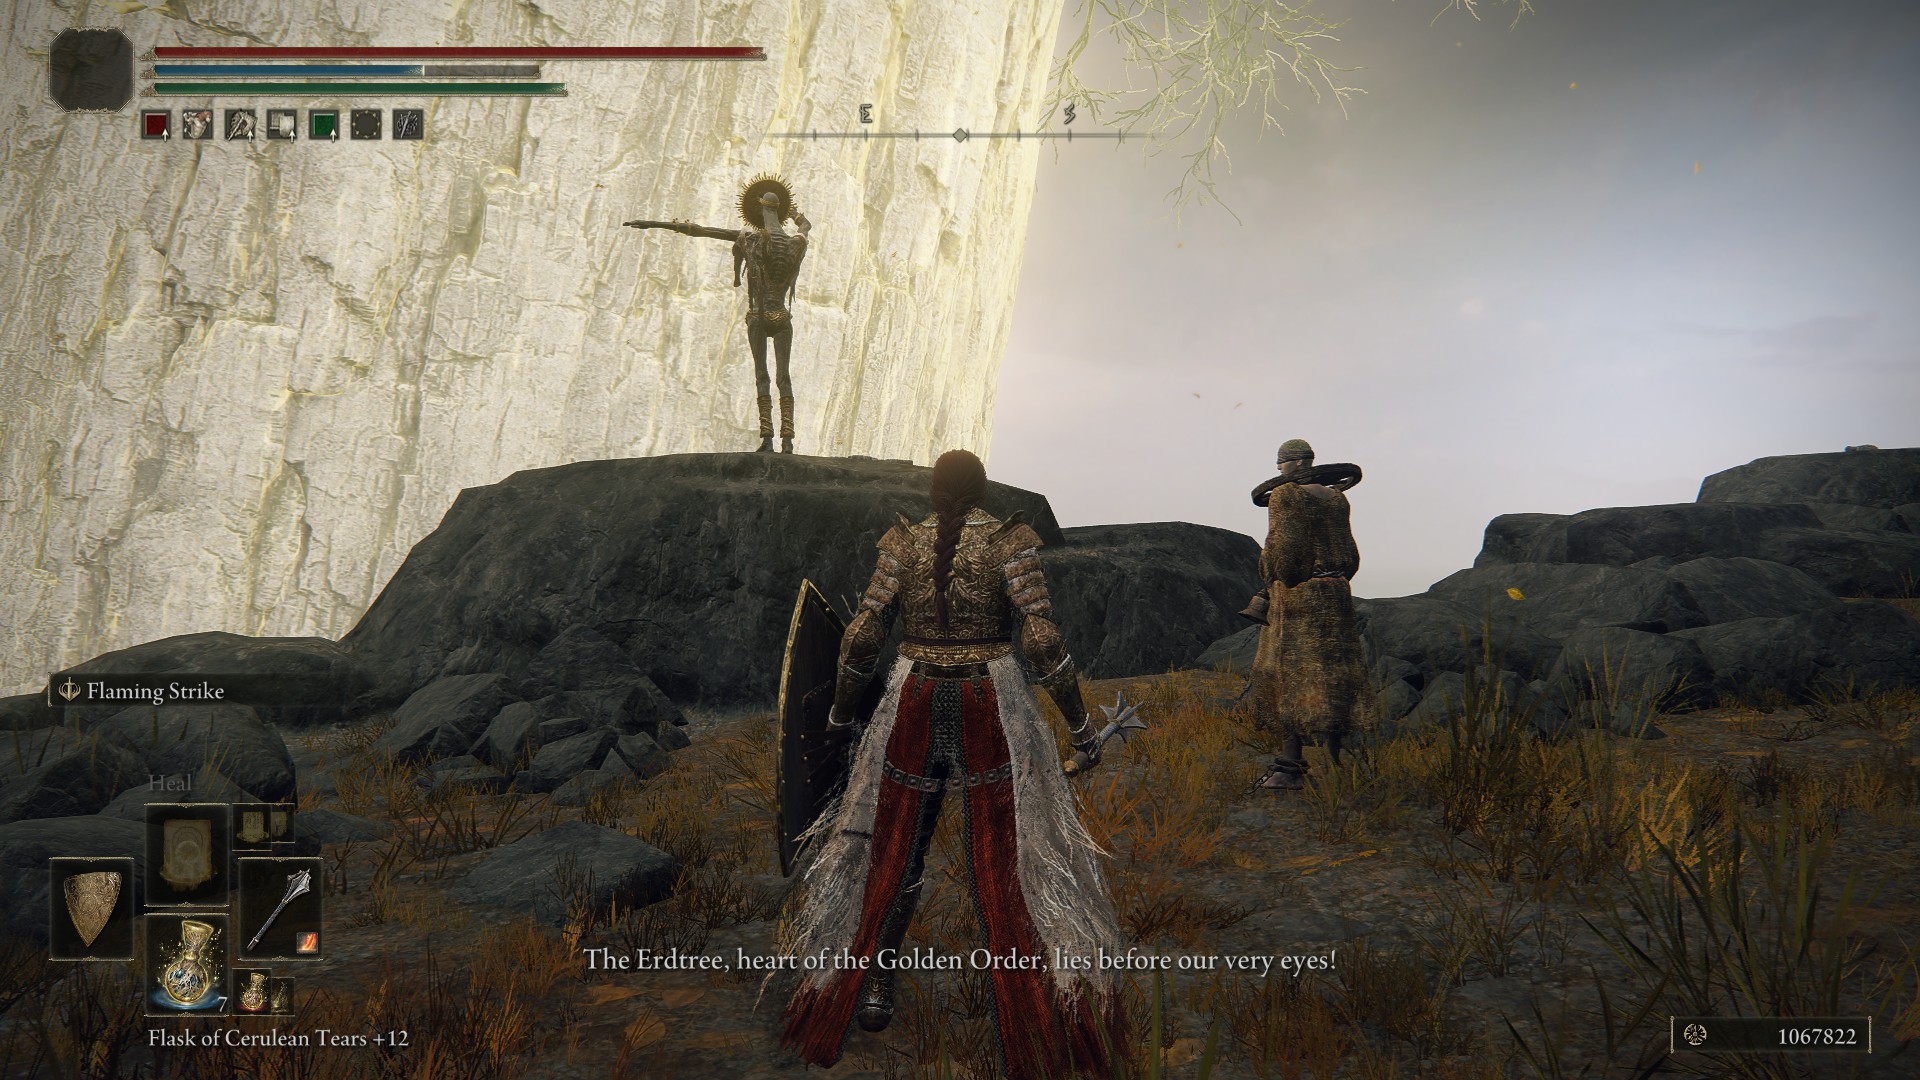 E
S
Flaming Strike
Heal
7
The Erdtree, heart of the Golden Order, lies before our very eyes!
Flask of Cerulean Tears +12
1067822